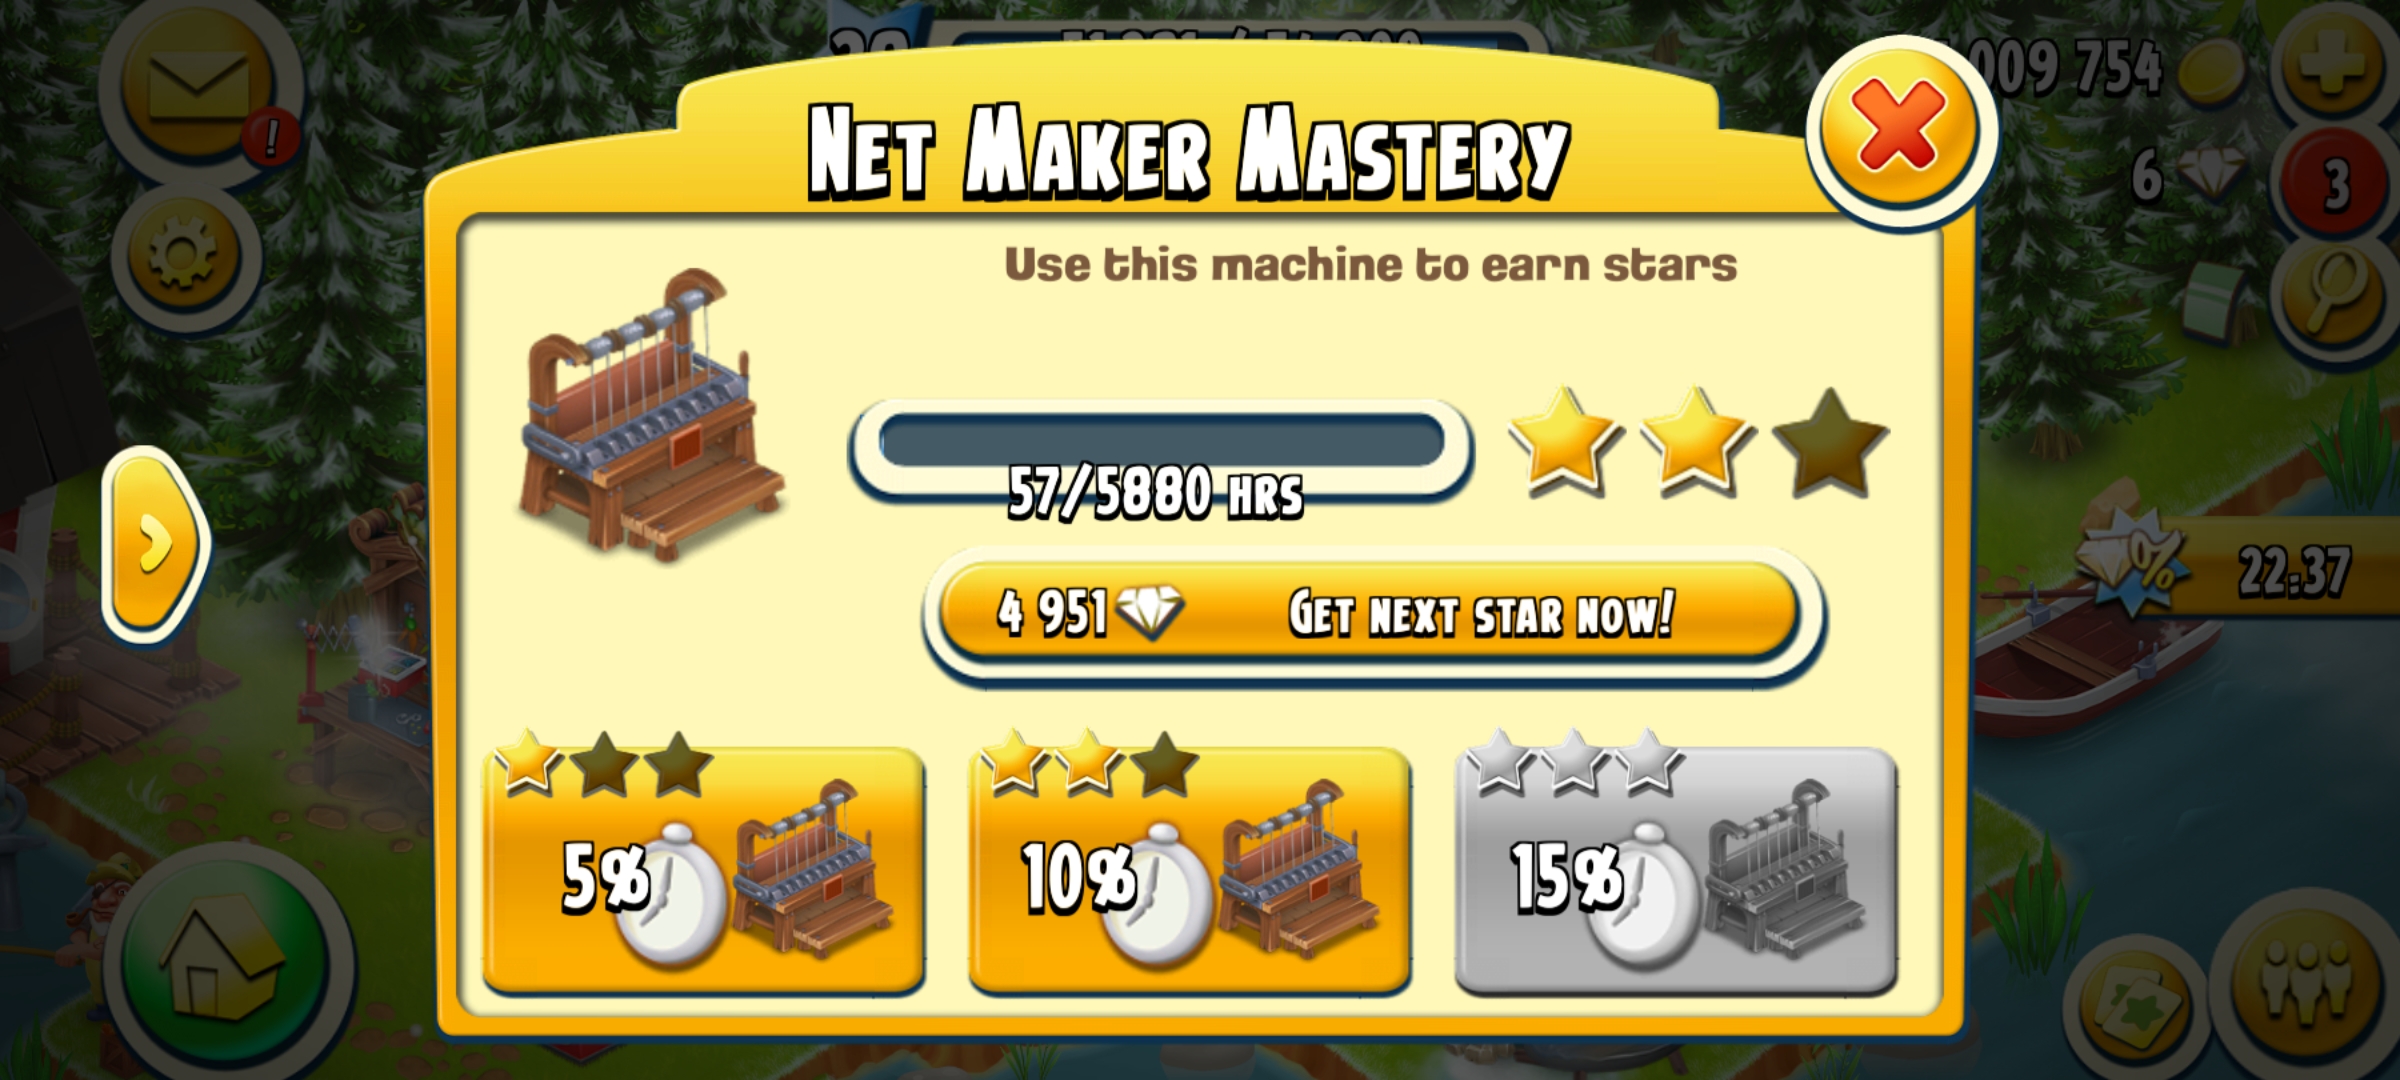 009 754
NET MAKER MASTERY
!
6
3
Use this machine to earn stars
57/5880 HRS
22:37
4 951 GET NEXT STAR NOW!
5%
10%
15%